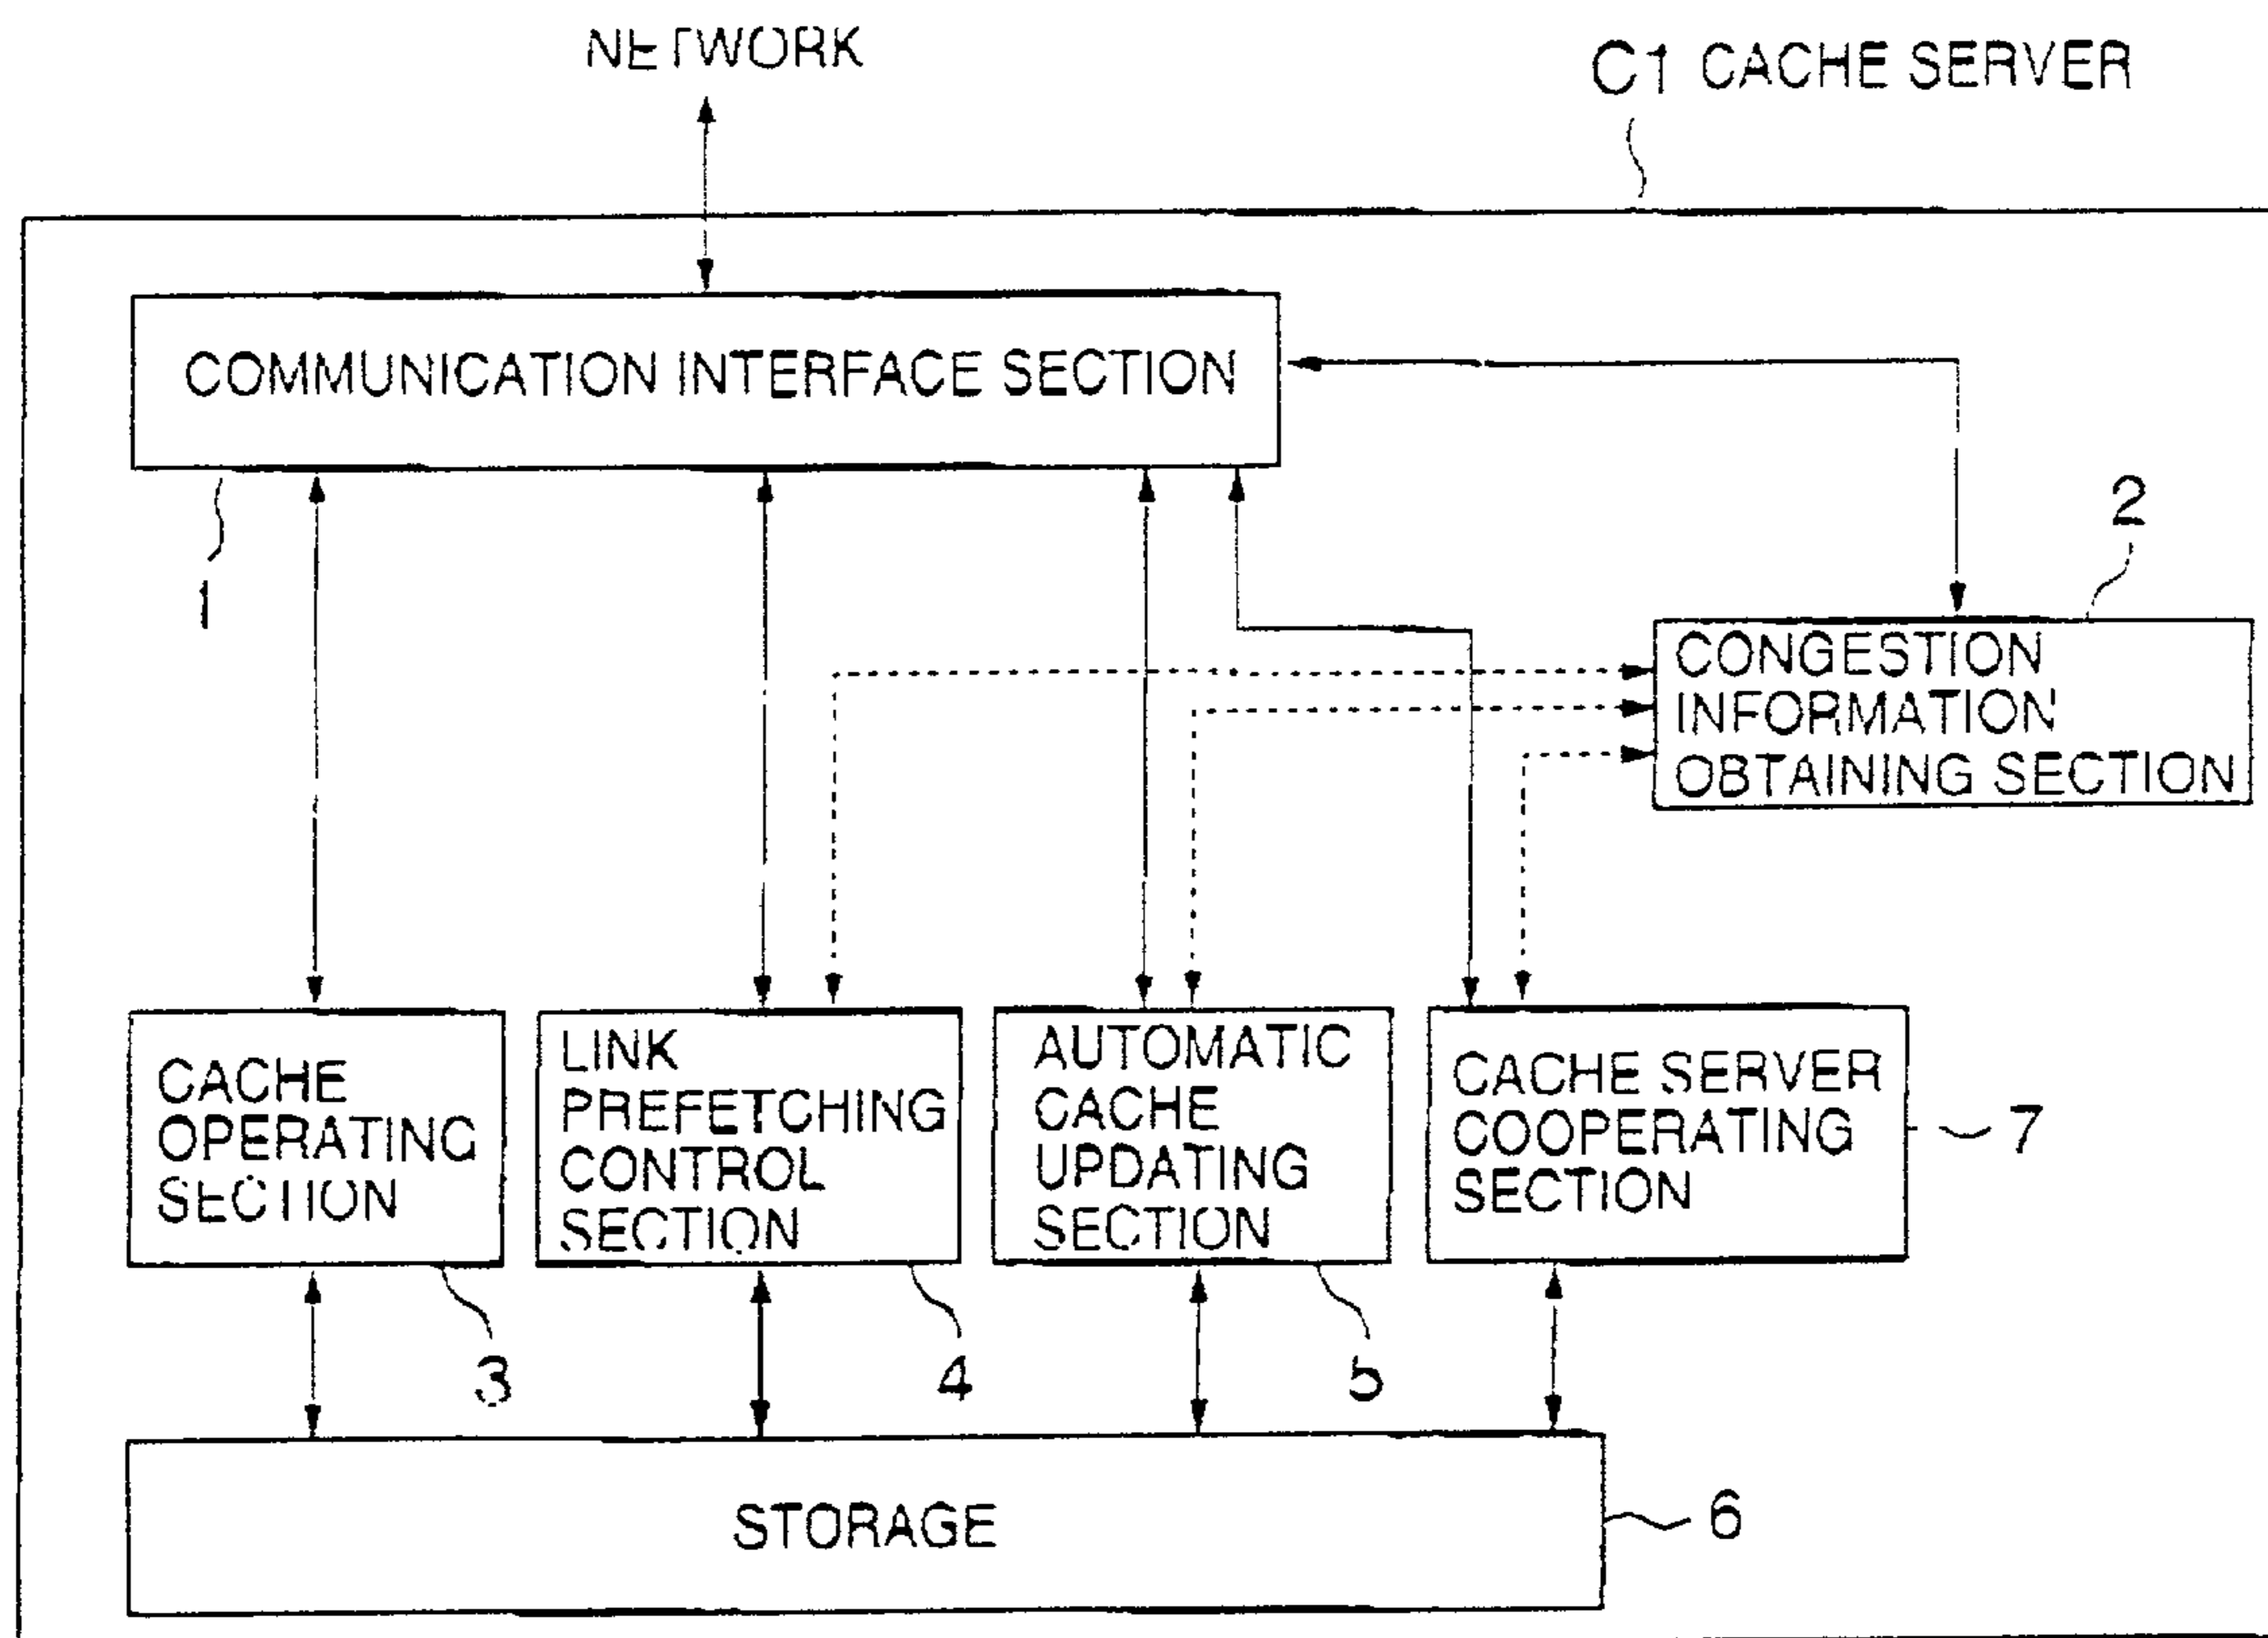 NETWORK
C1 CACHE SERVER
COMMUNICATION INTERFACE SECTION
1
2
CONGESTION
INFORMATION
OBTAINING SECTION
CACHE
OPERATING
SECTION
LINK
PREFETCHING
CONTROL
SECTION
AUTOMATIC
CACHE
UPDATING
SECTION
CACHE SERVER
COOPERATING
SECTION
7
3
4
5
STORAGE
6